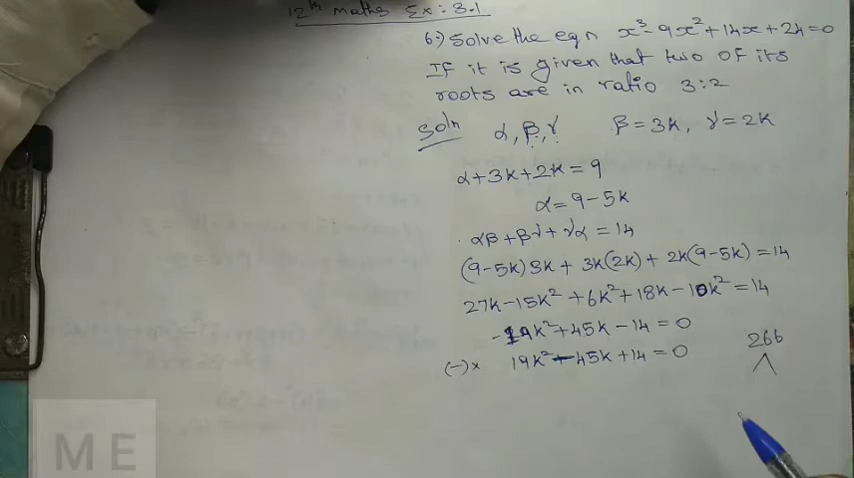 12th maths Ex: 3.1
6.) Solve the eqn x³-9x²+14x+24=0
If it is given that two of its
roots are in ratio 3:2
Soln α, β, γ β=3k, γ=2k
α+3k+2k=9
α=9-5k
αβ+βγ+γα=14
(9-5k)3k+3k(2k)+2k(9-5k)=14
27k-15k²+6k²+18k-10k²=14
-19k²+45k-14=0
(-)x 19k²-45k+14=0
266
ME